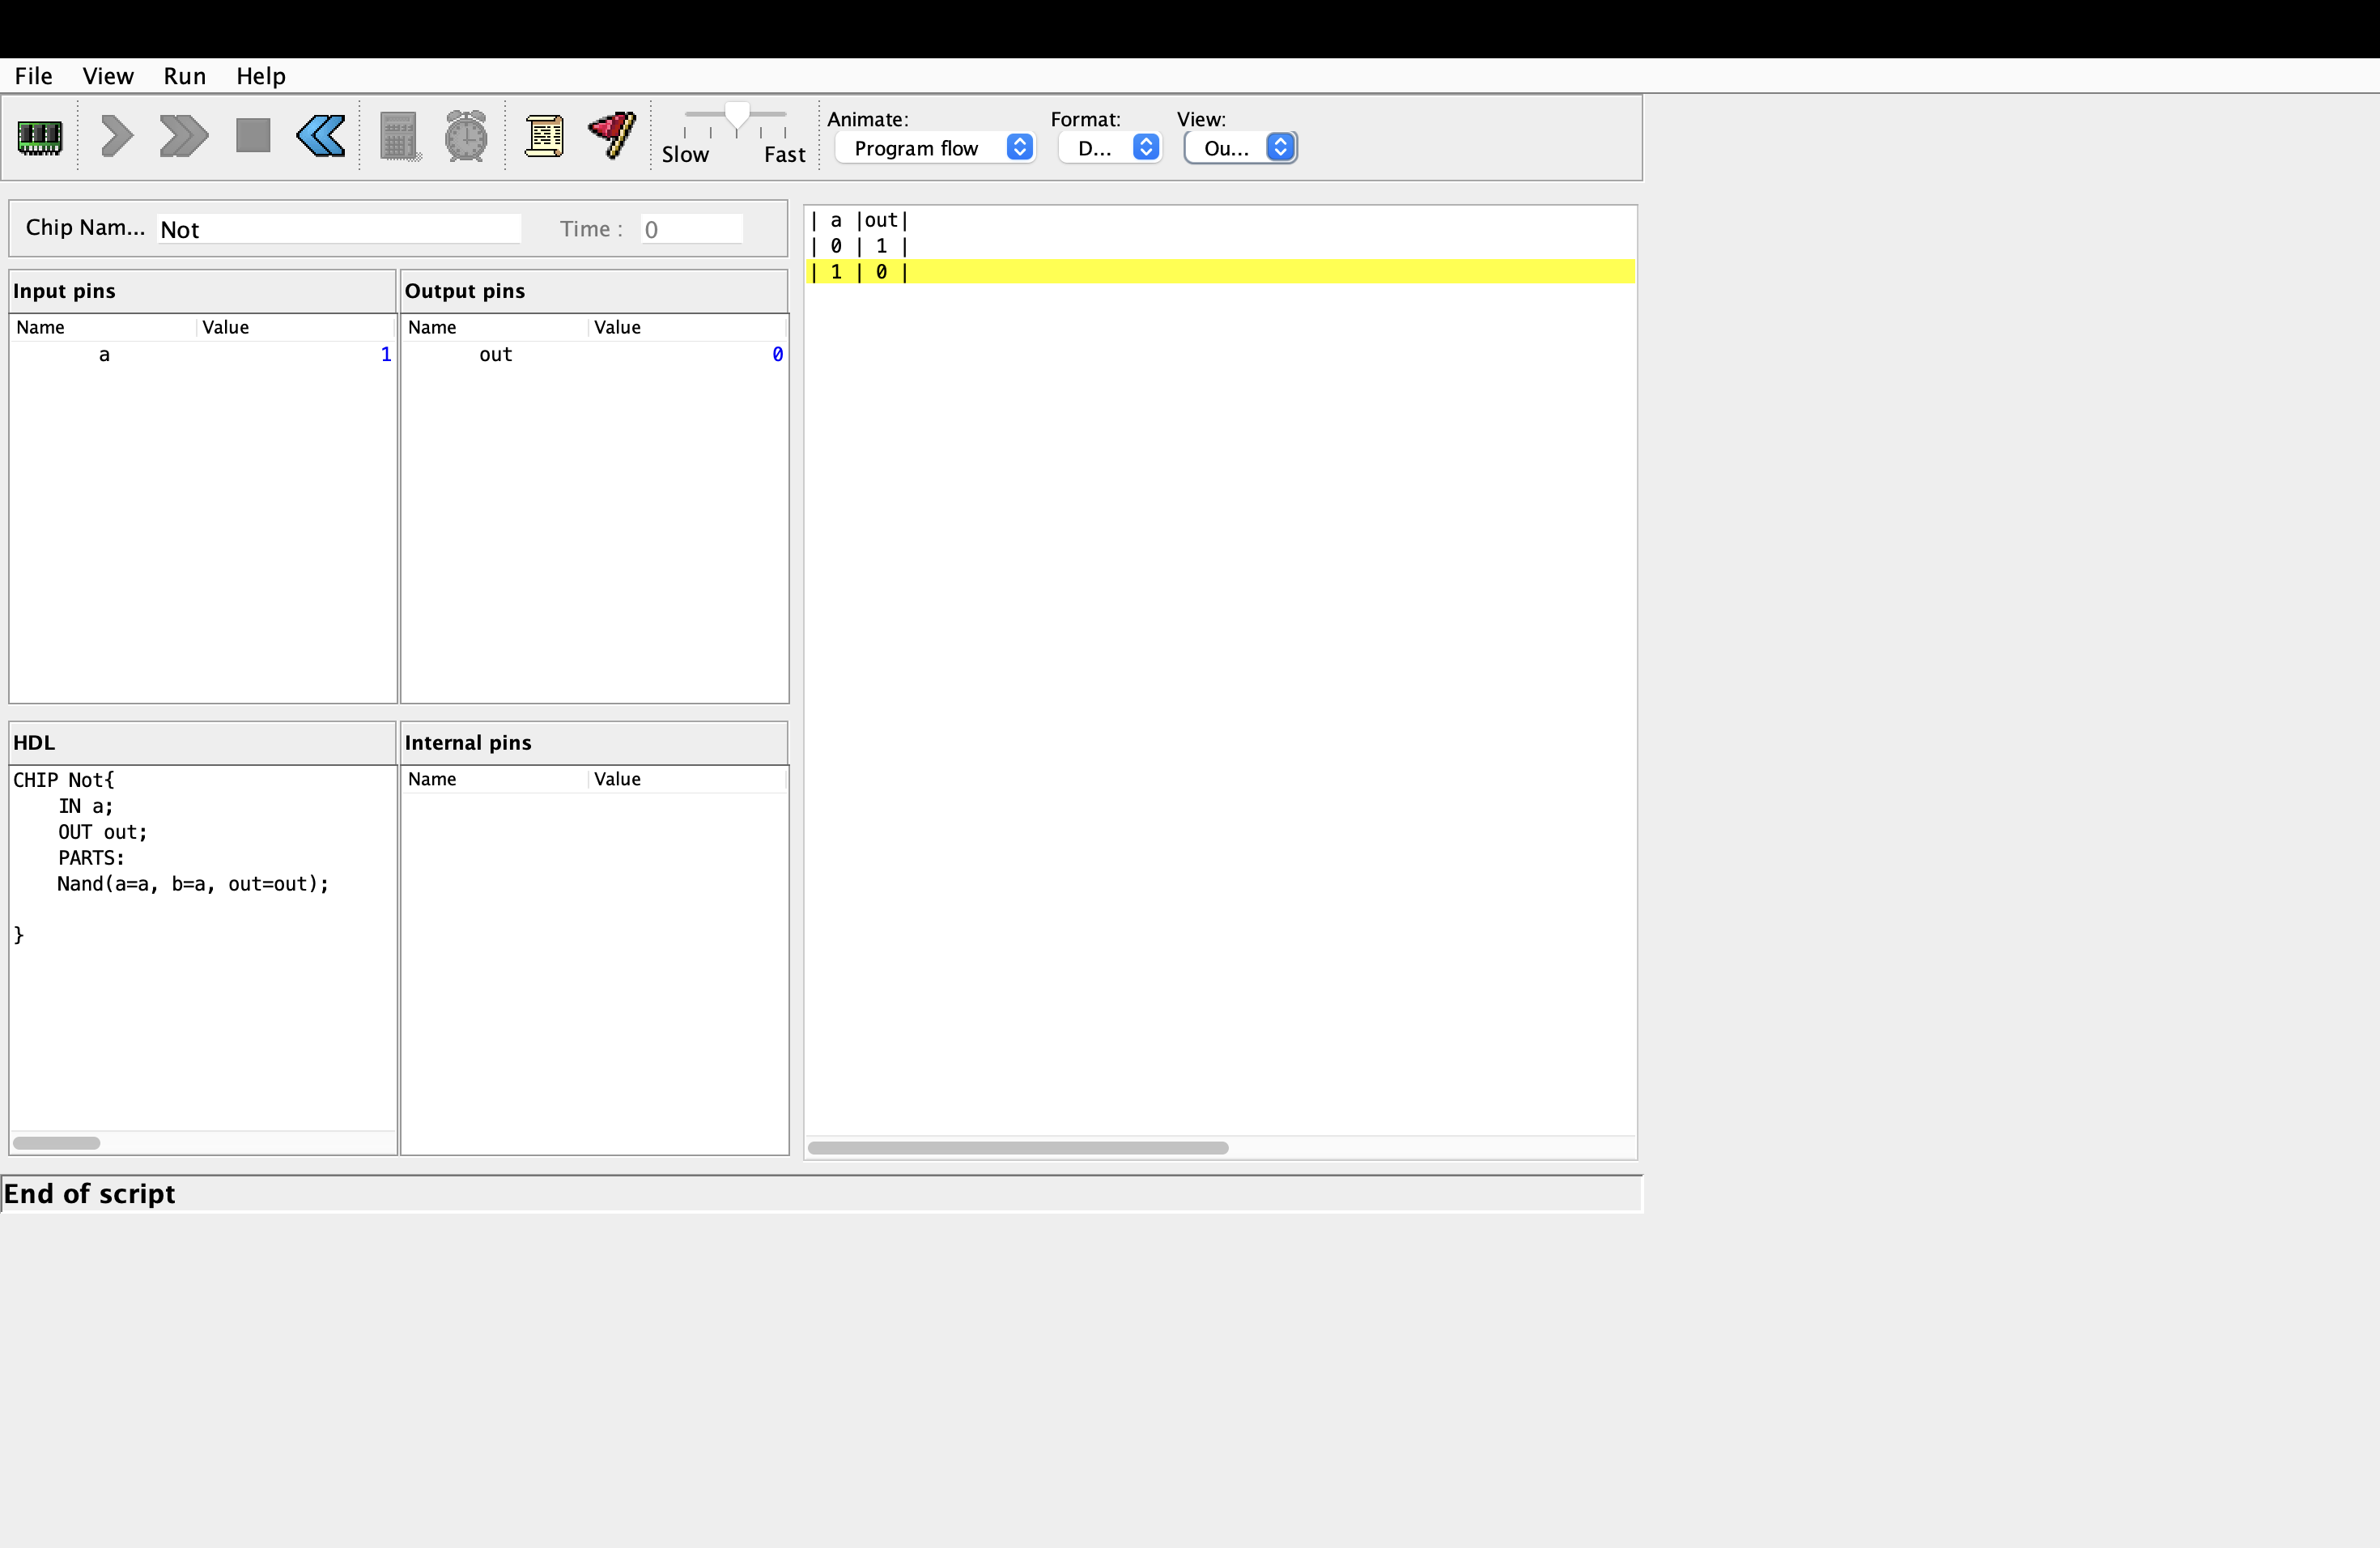 File View Run Help
Animate: Format: View:
Slow Fast Program flow D... Ou...
Chip Nam... Not Time : 0
Input pins Output pins
Name Value Name Value
a 1 out 0
| a |out|
| 0 | 1 |
| 1 | 0 |
HDL Internal pins
Name Value
CHIP Not{
IN a;
OUT out;
PARTS:
Nand(a=a, b=a, out=out);
}
End of script